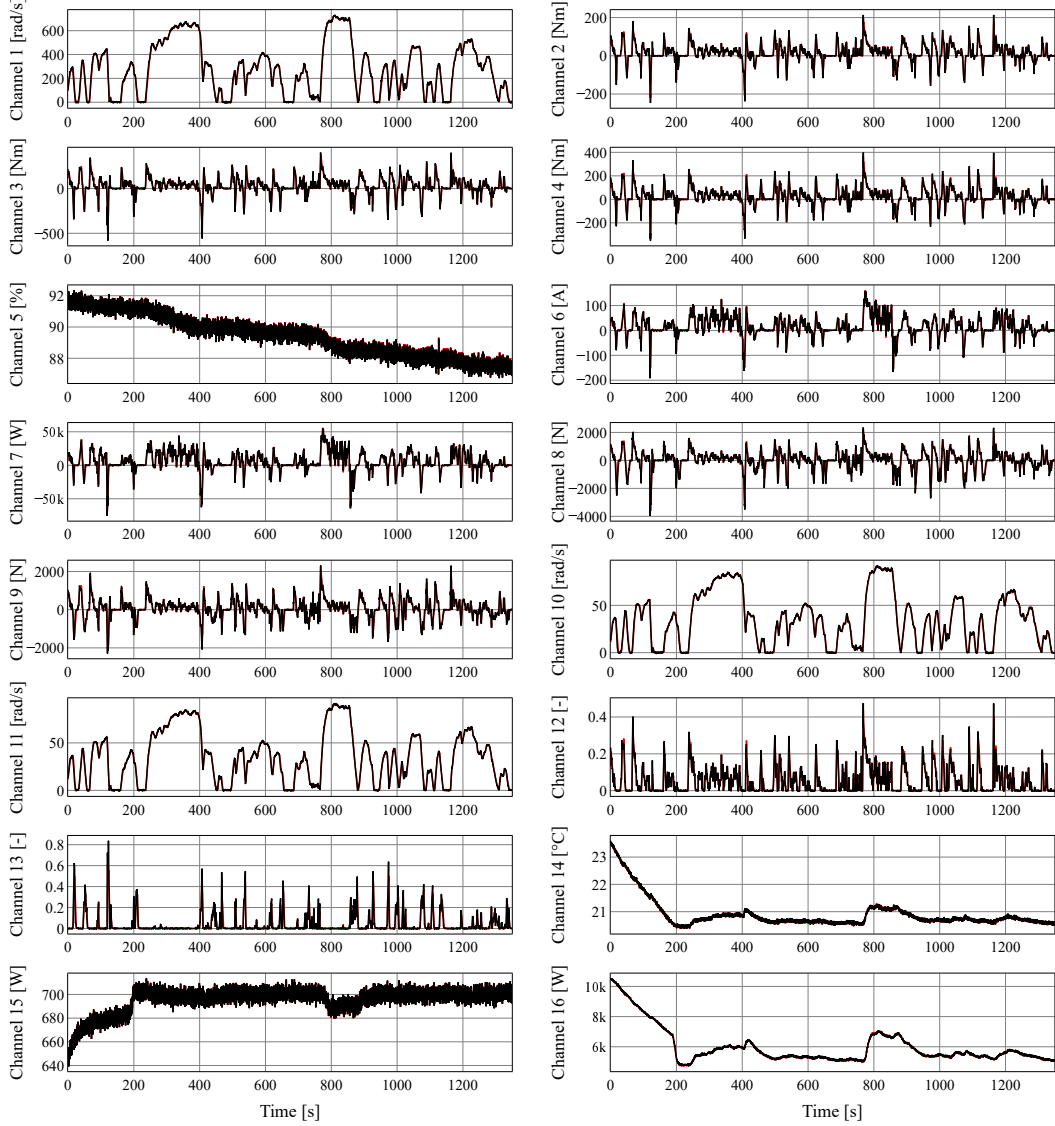 Channel 1 [rad/s]
600
400
200
0
0 200 400 600 800 1000 1200
Channel 2 [Nm]
200
0
−200
0 200 400 600 800 1000 1200
Channel 3 [Nm]
0
−500
0 200 400 600 800 1000 1200
Channel 4 [Nm]
400
200
0
−200
0 200 400 600 800 1000 1200
Channel 5 [%]
92
90
88
0 200 400 600 800 1000 1200
Channel 6 [A]
100
0
−100
−200
0 200 400 600 800 1000 1200
Channel 7 [W]
50k
0
−50k
0 200 400 600 800 1000 1200
Channel 8 [N]
2000
0
−2000
−4000
0 200 400 600 800 1000 1200
Channel 9 [N]
2000
0
−2000
0 200 400 600 800 1000 1200
Channel 10 [rad/s]
50
0
0 200 400 600 800 1000 1200
Channel 11 [rad/s]
50
0
0 200 400 600 800 1000 1200
Channel 12 [-]
0.4
0.2
0
0 200 400 600 800 1000 1200
Channel 13 [-]
0.8
0.6
0.4
0.2
0
0 200 400 600 800 1000 1200
Channel 14 [°C]
23
22
21
0 200 400 600 800 1000 1200
Channel 15 [W]
700
680
660
640
0 200 400 600 800 1000 1200
Time [s]
Channel 16 [W]
10k
8k
6k
0 200 400 600 800 1000 1200
Time [s]